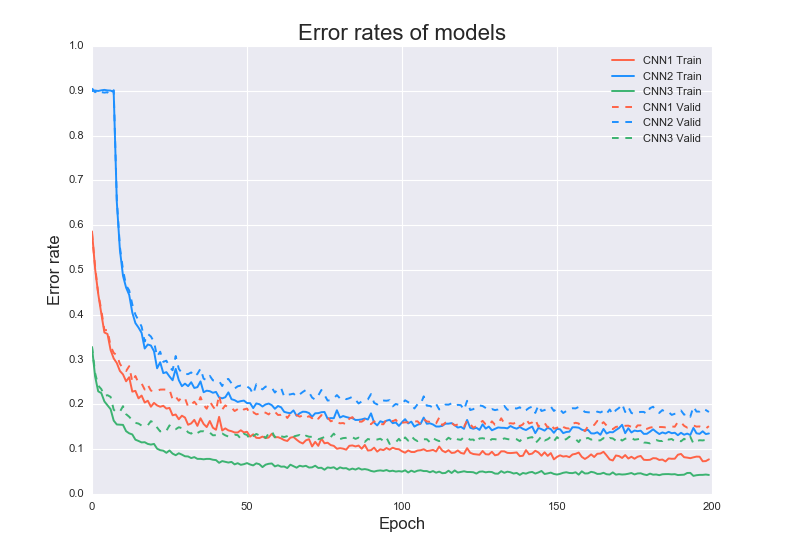 Error rates of models
1.0
0.9
0.8
0.7
0.6
0.5
0.4
0.3
0.2
0.1
0.0
Error rate
CNN1 Train
CNN2 Train
CNN3 Train
CNN1 Valid
CNN2 Valid
CNN3 Valid
0 50 100 150 200
Epoch